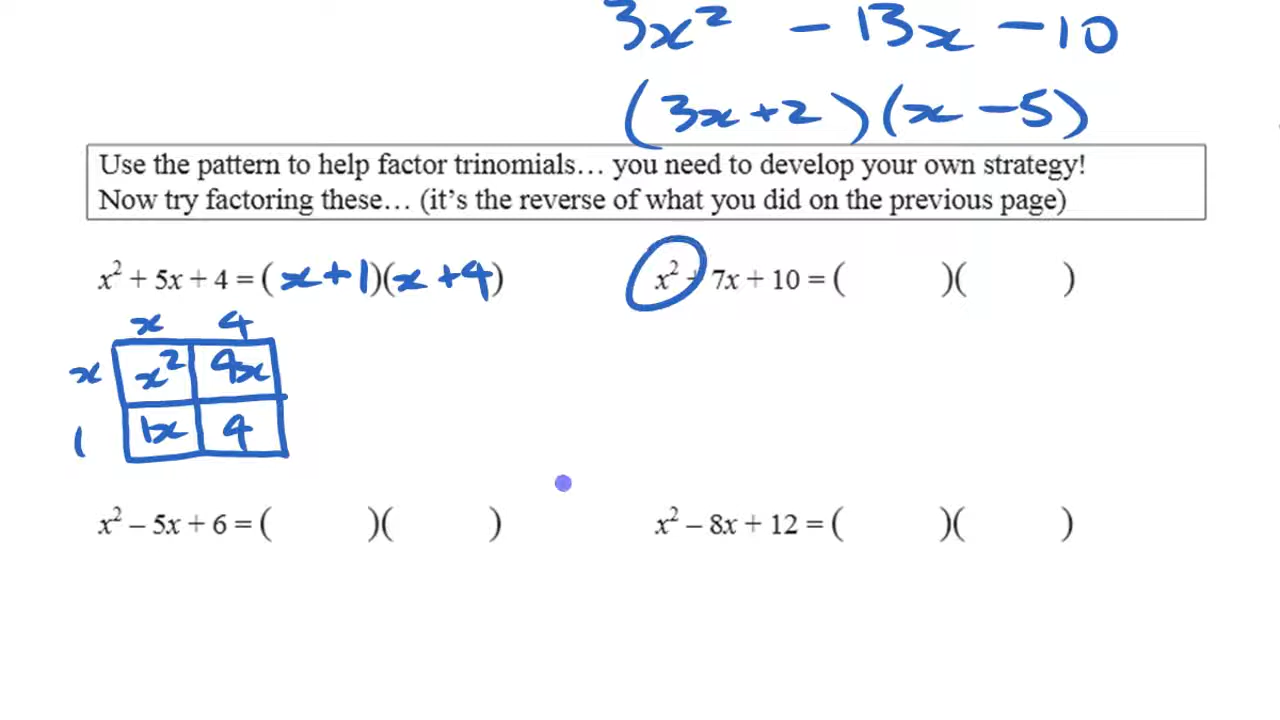 3x² - 13x - 10
(3x+2)(x-5)
Use the pattern to help factor trinomials… you need to develop your own strategy!
Now try factoring these… (it’s the reverse of what you did on the previous page)
x² + 5x + 4 = (x+1)(x+4)
x² + 7x + 10 = ( )( )
x 4
x x² 4x
1 1x 4
x² – 5x + 6 = ( )( )
x² – 8x + 12 = ( )( )